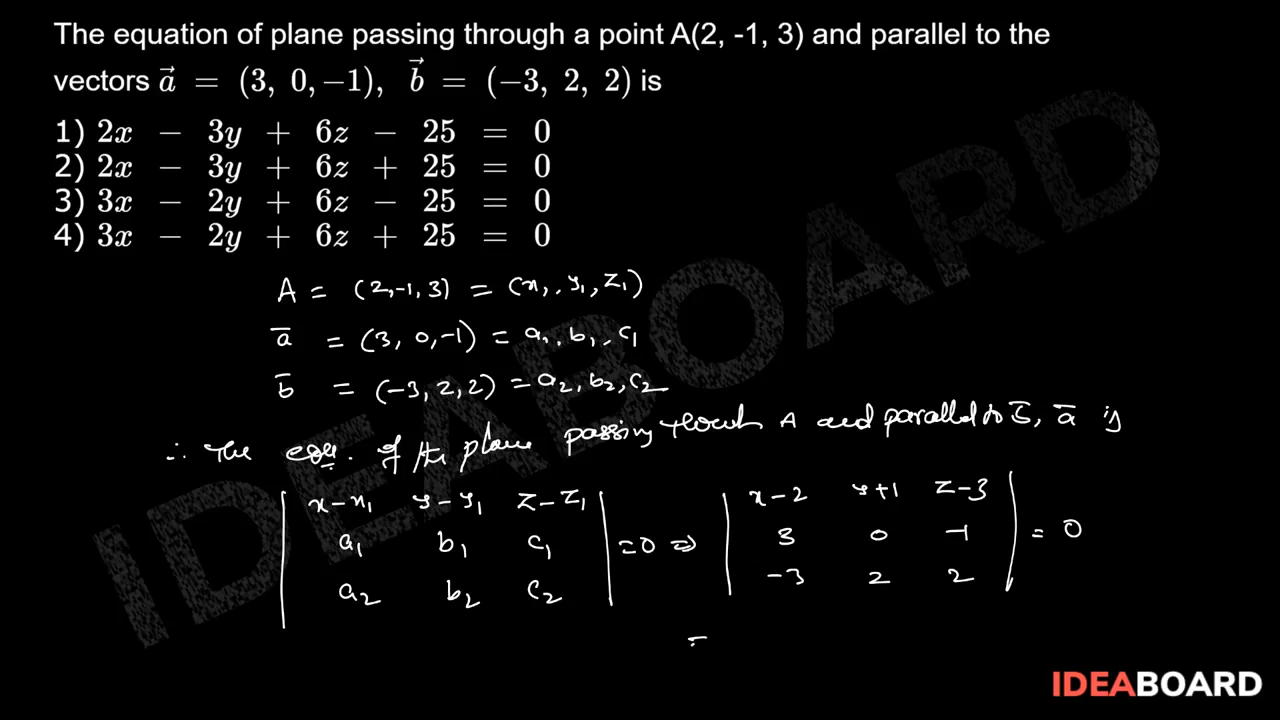 The equation of plane passing through a point A(2, -1, 3) and parallel to the
vectors a⃗ = (3, 0, −1), b⃗ = (−3, 2, 2) is
1) 2x − 3y + 6z − 25 = 0
2) 2x − 3y + 6z + 25 = 0
3) 3x − 2y + 6z − 25 = 0
4) 3x − 2y + 6z + 25 = 0
A = (2,-1,3) = (x₁, y₁, z₁)
a̅ = (3, 0, -1) = a₁, b₁, c₁
b̅ = (-3, 2, 2) = a₂, b₂, c₂
∴ The eqn. of the plane passing through A and parallel to b̅, a̅ is
| x-x₁ y-y₁ z-z₁ | | x-2 y+1 z-3 |
| a₁ b₁ c₁ | =0 ⇒ | 3 0 -1 | = 0
| a₂ b₂ c₂ | | -3 2 2 |
=
IDEABOARD
IDEABOARD